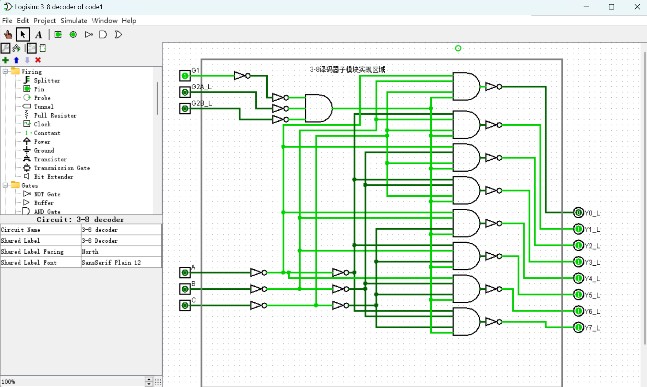 Logisim: 3-8 decoder of code1
File Edit Project Simulate Window Help
Wiring
Splitter
Pin
Probe
Tunnel
Pull Resistor
Clock
Constant
Power
Ground
Transistor
Transmission Gate
Bit Extender
Gates
NOT Gate
Buffer
AND Gate
Circuit: 3-8 decoder
Circuit Name 3-8 decoder
Shared Label 3-8 Decoder
Shared Label Facing North
Shared Label Font SansSerif Plain 12
100%
3-8译码器子模块实现区域
G1
G2A_L
G2B_L
A
B
C
Y0_L
Y1_L
Y2_L
Y3_L
Y4_L
Y5_L
Y6_L
Y7_L